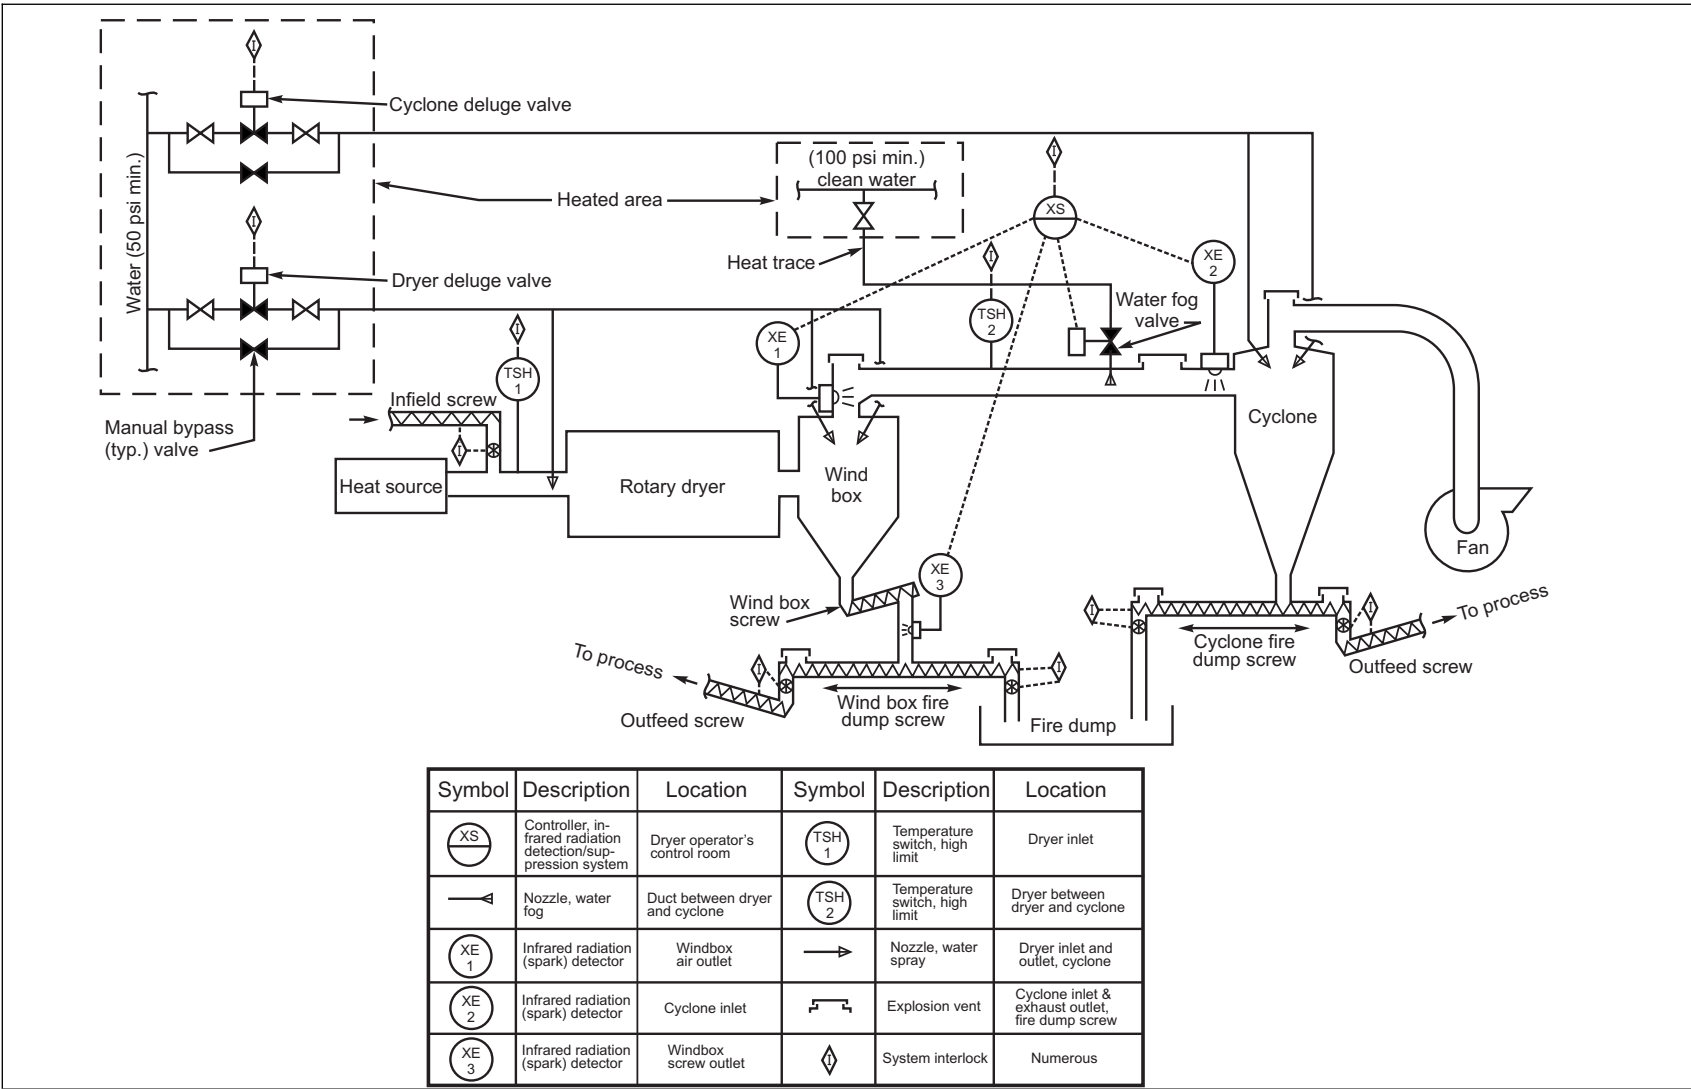 I
Cyclone deluge valve
Water (50 psi min.)
I
Dryer deluge valve
Manual bypass
(typ.) valve
Heated area
(100 psi min.)
clean water
Heat trace
I
XS
I
TSH
2
XE
2
Water fog
valve
XE
1
I
TSH
1
Infield screw
I
Heat source
Rotary dryer
Wind
box
Cyclone
Fan
XE
3
Wind box
screw
To process
I
Outfeed screw
Wind box fire
dump screw
I
Fire dump
I
Cyclone fire
dump screw
I
To process
Outfeed screw
Symbol Description Location Symbol Description Location
XS
Controller, in-
frared radiation
detection/sup-
pression system
Dryer operator's
control room
TSH
1
Temperature
switch, high
limit
Dryer inlet
Nozzle, water
fog
Duct between dryer
and cyclone
TSH
2
Temperature
switch, high
limit
Dryer between
dryer and cyclone
XE
1
Infrared radiation
(spark) detector
Windbox
air outlet
Nozzle, water
spray
Dryer inlet and
outlet, cyclone
XE
2
Infrared radiation
(spark) detector
Cyclone inlet
Explosion vent
Cyclone inlet &
exhaust outlet,
fire dump screw
XE
3
Infrared radiation
(spark) detector
Windbox
screw outlet
I
System interlock
Numerous